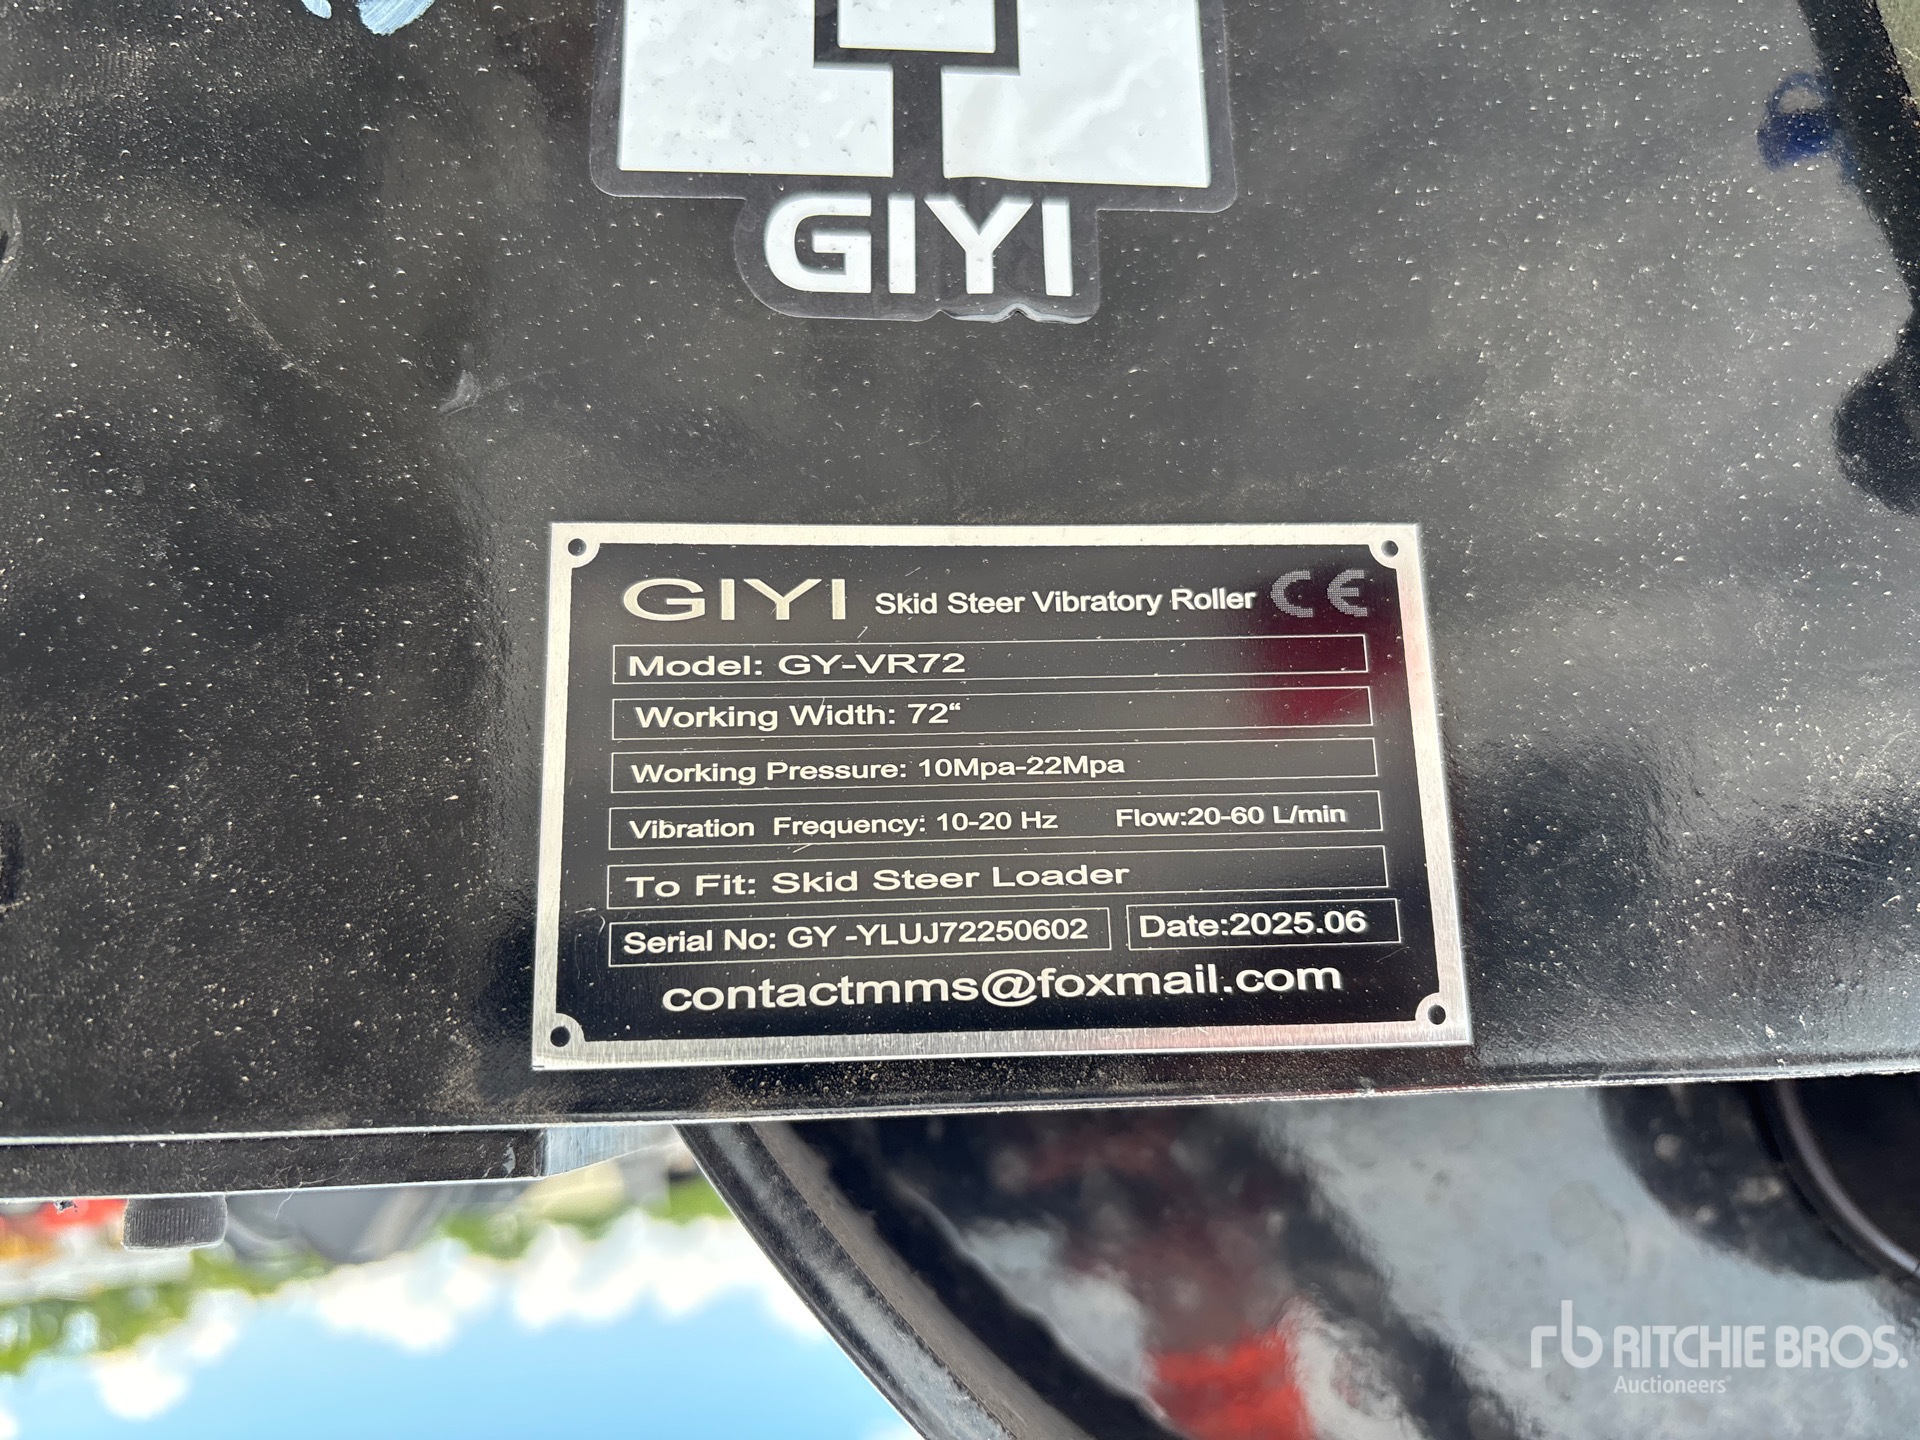 GIYI
GIYI Skid Steer Vibratory Roller CE
Model: GY-VR72
Working Width: 72“
Working Pressure: 10Mpa-22Mpa
Vibration Frequency: 10-20 Hz Flow:20-60 L/min
To Fit: Skid Steer Loader
Serial No: GY -YLUJ72250602 Date:2025.06
contactmms@foxmail.com
rb RITCHIE BROS.
Auctioneers